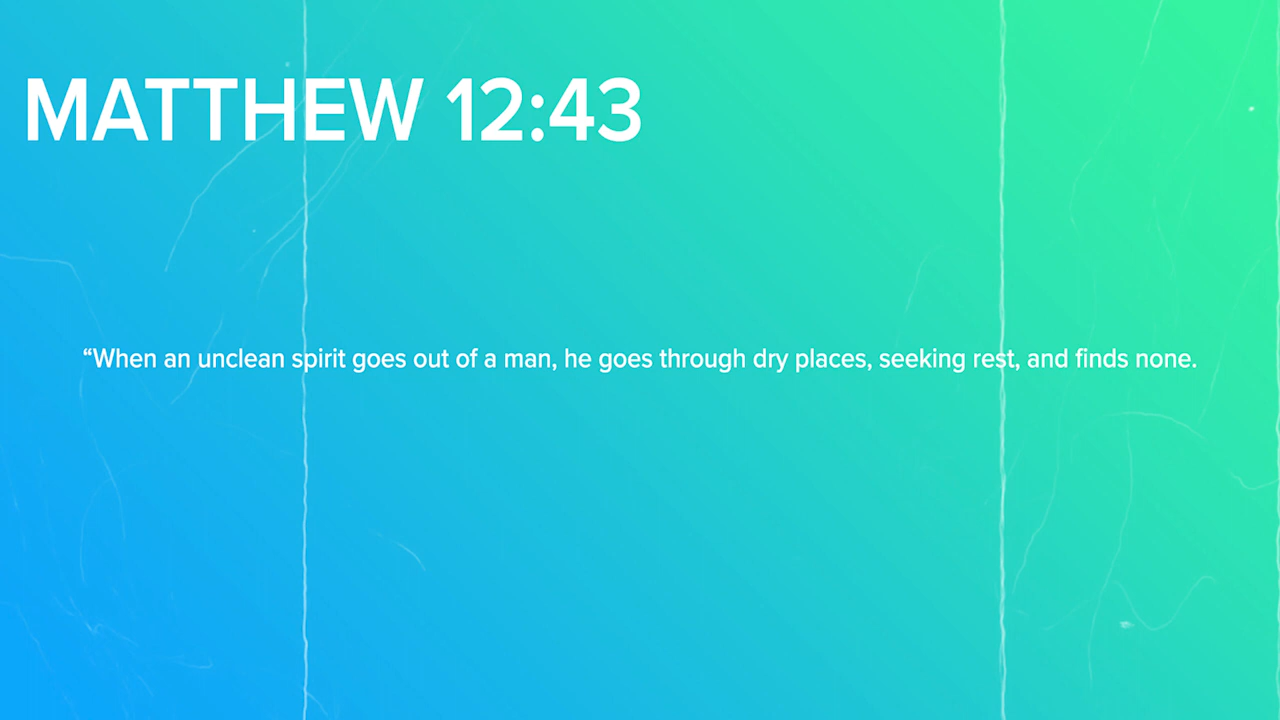 MATTHEW 12:43
“When an unclean spirit goes out of a man, he goes through dry places, seeking rest, and finds none.